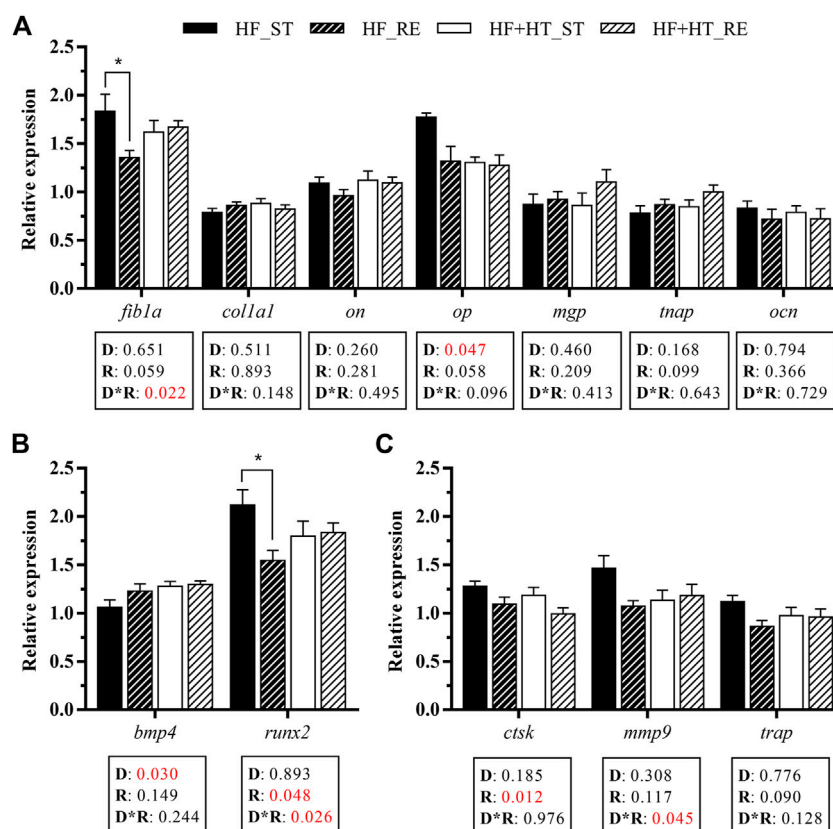 A
HF_ST HF_RE HF+HT_ST HF+HT_RE
Relative expression
2.5
2.0
1.5
1.0
0.5
0.0
*
fib1a col1a1 on op mgp tnap ocn
D: 0.651 D: 0.511 D: 0.260 D: 0.047 D: 0.460 D: 0.168 D: 0.794
R: 0.059 R: 0.893 R: 0.281 R: 0.058 R: 0.209 R: 0.099 R: 0.366
D*R: 0.022 D*R: 0.148 D*R: 0.495 D*R: 0.096 D*R: 0.413 D*R: 0.643 D*R: 0.729
B
Relative expression
2.5
2.0
1.5
1.0
0.5
0.0
*
bmp4 runx2
D: 0.030 D: 0.893
R: 0.149 R: 0.048
D*R: 0.244 D*R: 0.026
C
Relative expression
2.5
2.0
1.5
1.0
0.5
0.0
ctsk mmp9 trap
D: 0.185 D: 0.308 D: 0.776
R: 0.012 R: 0.117 R: 0.090
D*R: 0.976 D*R: 0.045 D*R: 0.128